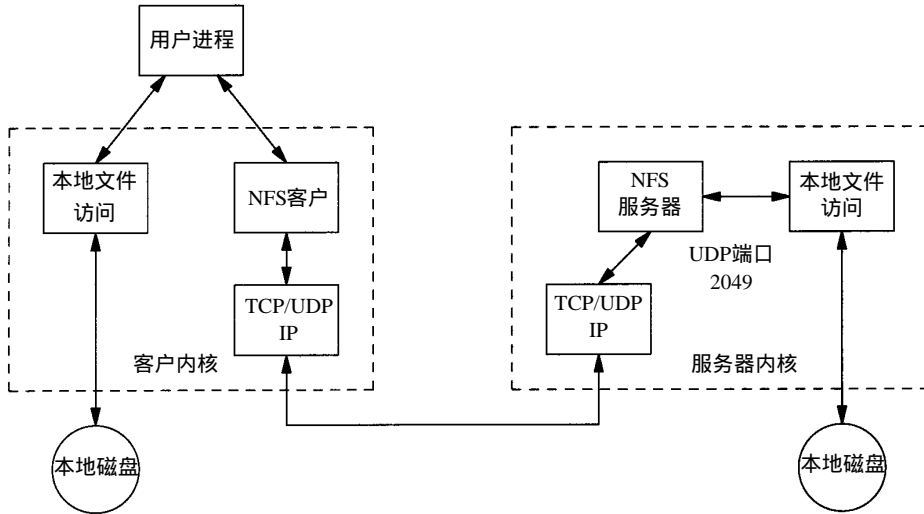 用户进程
本地文件
访问
NFS客户
TCP/UDP
IP
客户内核
本地磁盘
NFS
服务器
本地文件
访问
UDP端口
2049
TCP/UDP
IP
服务器内核
本地磁盘